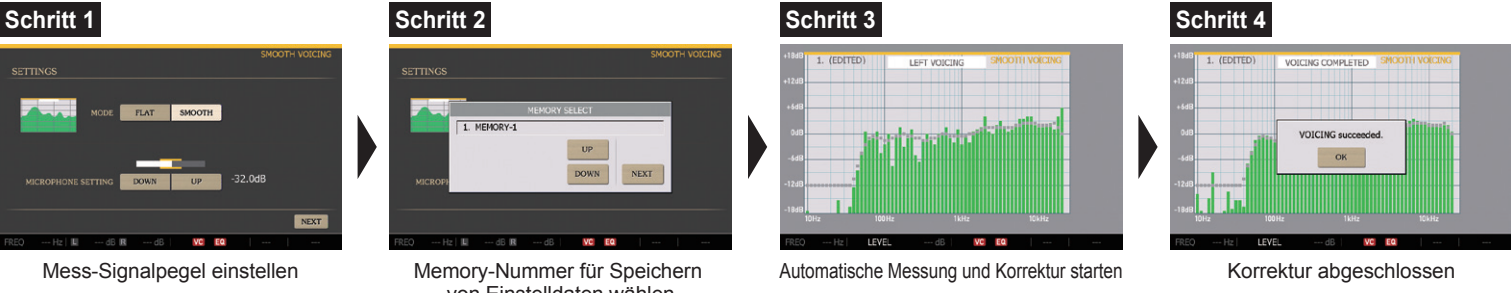 Schritt 1
SMOOTH VOICING
SETTINGS
MODE FLAT SMOOTH
MICROPHONE SETTING DOWN UP -32.0dB
NEXT
FREQ --- Hz L --- dB R --- dB VC EQ --- ---
Mess-Signalpegel einstellen
Schritt 2
SMOOTH VOICING
SETTINGS
MEMORY SELECT
1. MEMORY-1
UP
DOWN NEXT
MICROPH
FREQ --- Hz L --- dB R --- dB VC EQ --- ---
Memory-Nummer für Speichern
von Einstelldaten wählen
Schritt 3
+18dB 1. (EDITED) LEFT VOICING SMOOTH VOICING
+12dB
+6dB
0dB
-6dB
-12dB
-18dB
10Hz 100Hz 1kHz 10kHz
FREQ --- Hz LEVEL --- dB VC EQ --- ---
Automatische Messung und Korrektur starten
Schritt 4
+18dB 1. (EDITED) VOICING COMPLETED SMOOTH VOICING
+12dB
+6dB
0dB
-6dB
-12dB
-18dB
VOICING succeeded.
OK
10Hz 100Hz 1kHz 10kHz
FREQ --- Hz LEVEL --- dB VC EQ --- ---
Korrektur abgeschlossen